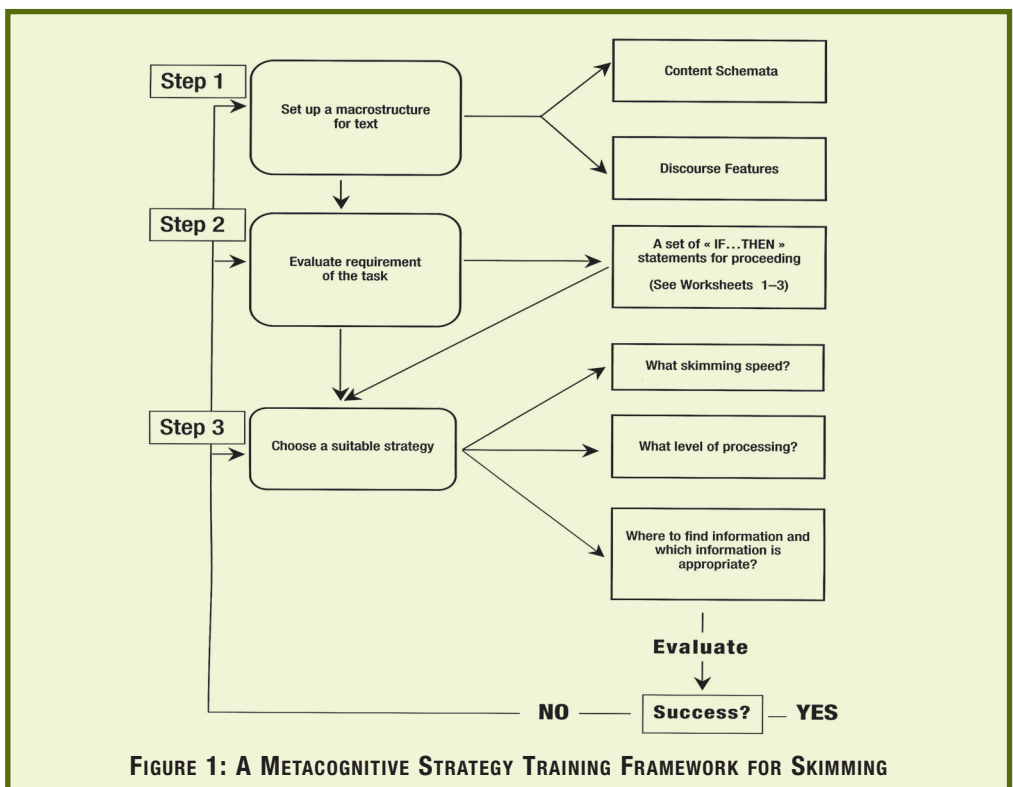 Step 1
Set up a macrostructure
for text
Content Schemata
Discourse Features
Step 2
Evaluate requirement
of the task
A set of « IF...THEN »
statements for proceeding
(See Worksheets 1–3)
Step 3
Choose a suitable strategy
What skimming speed?
What level of processing?
Where to find information and
which information is
appropriate?
Evaluate
NO
Success?
YES
FIGURE 1: A METACOGNITIVE STRATEGY TRAINING FRAMEWORK FOR SKIMMING